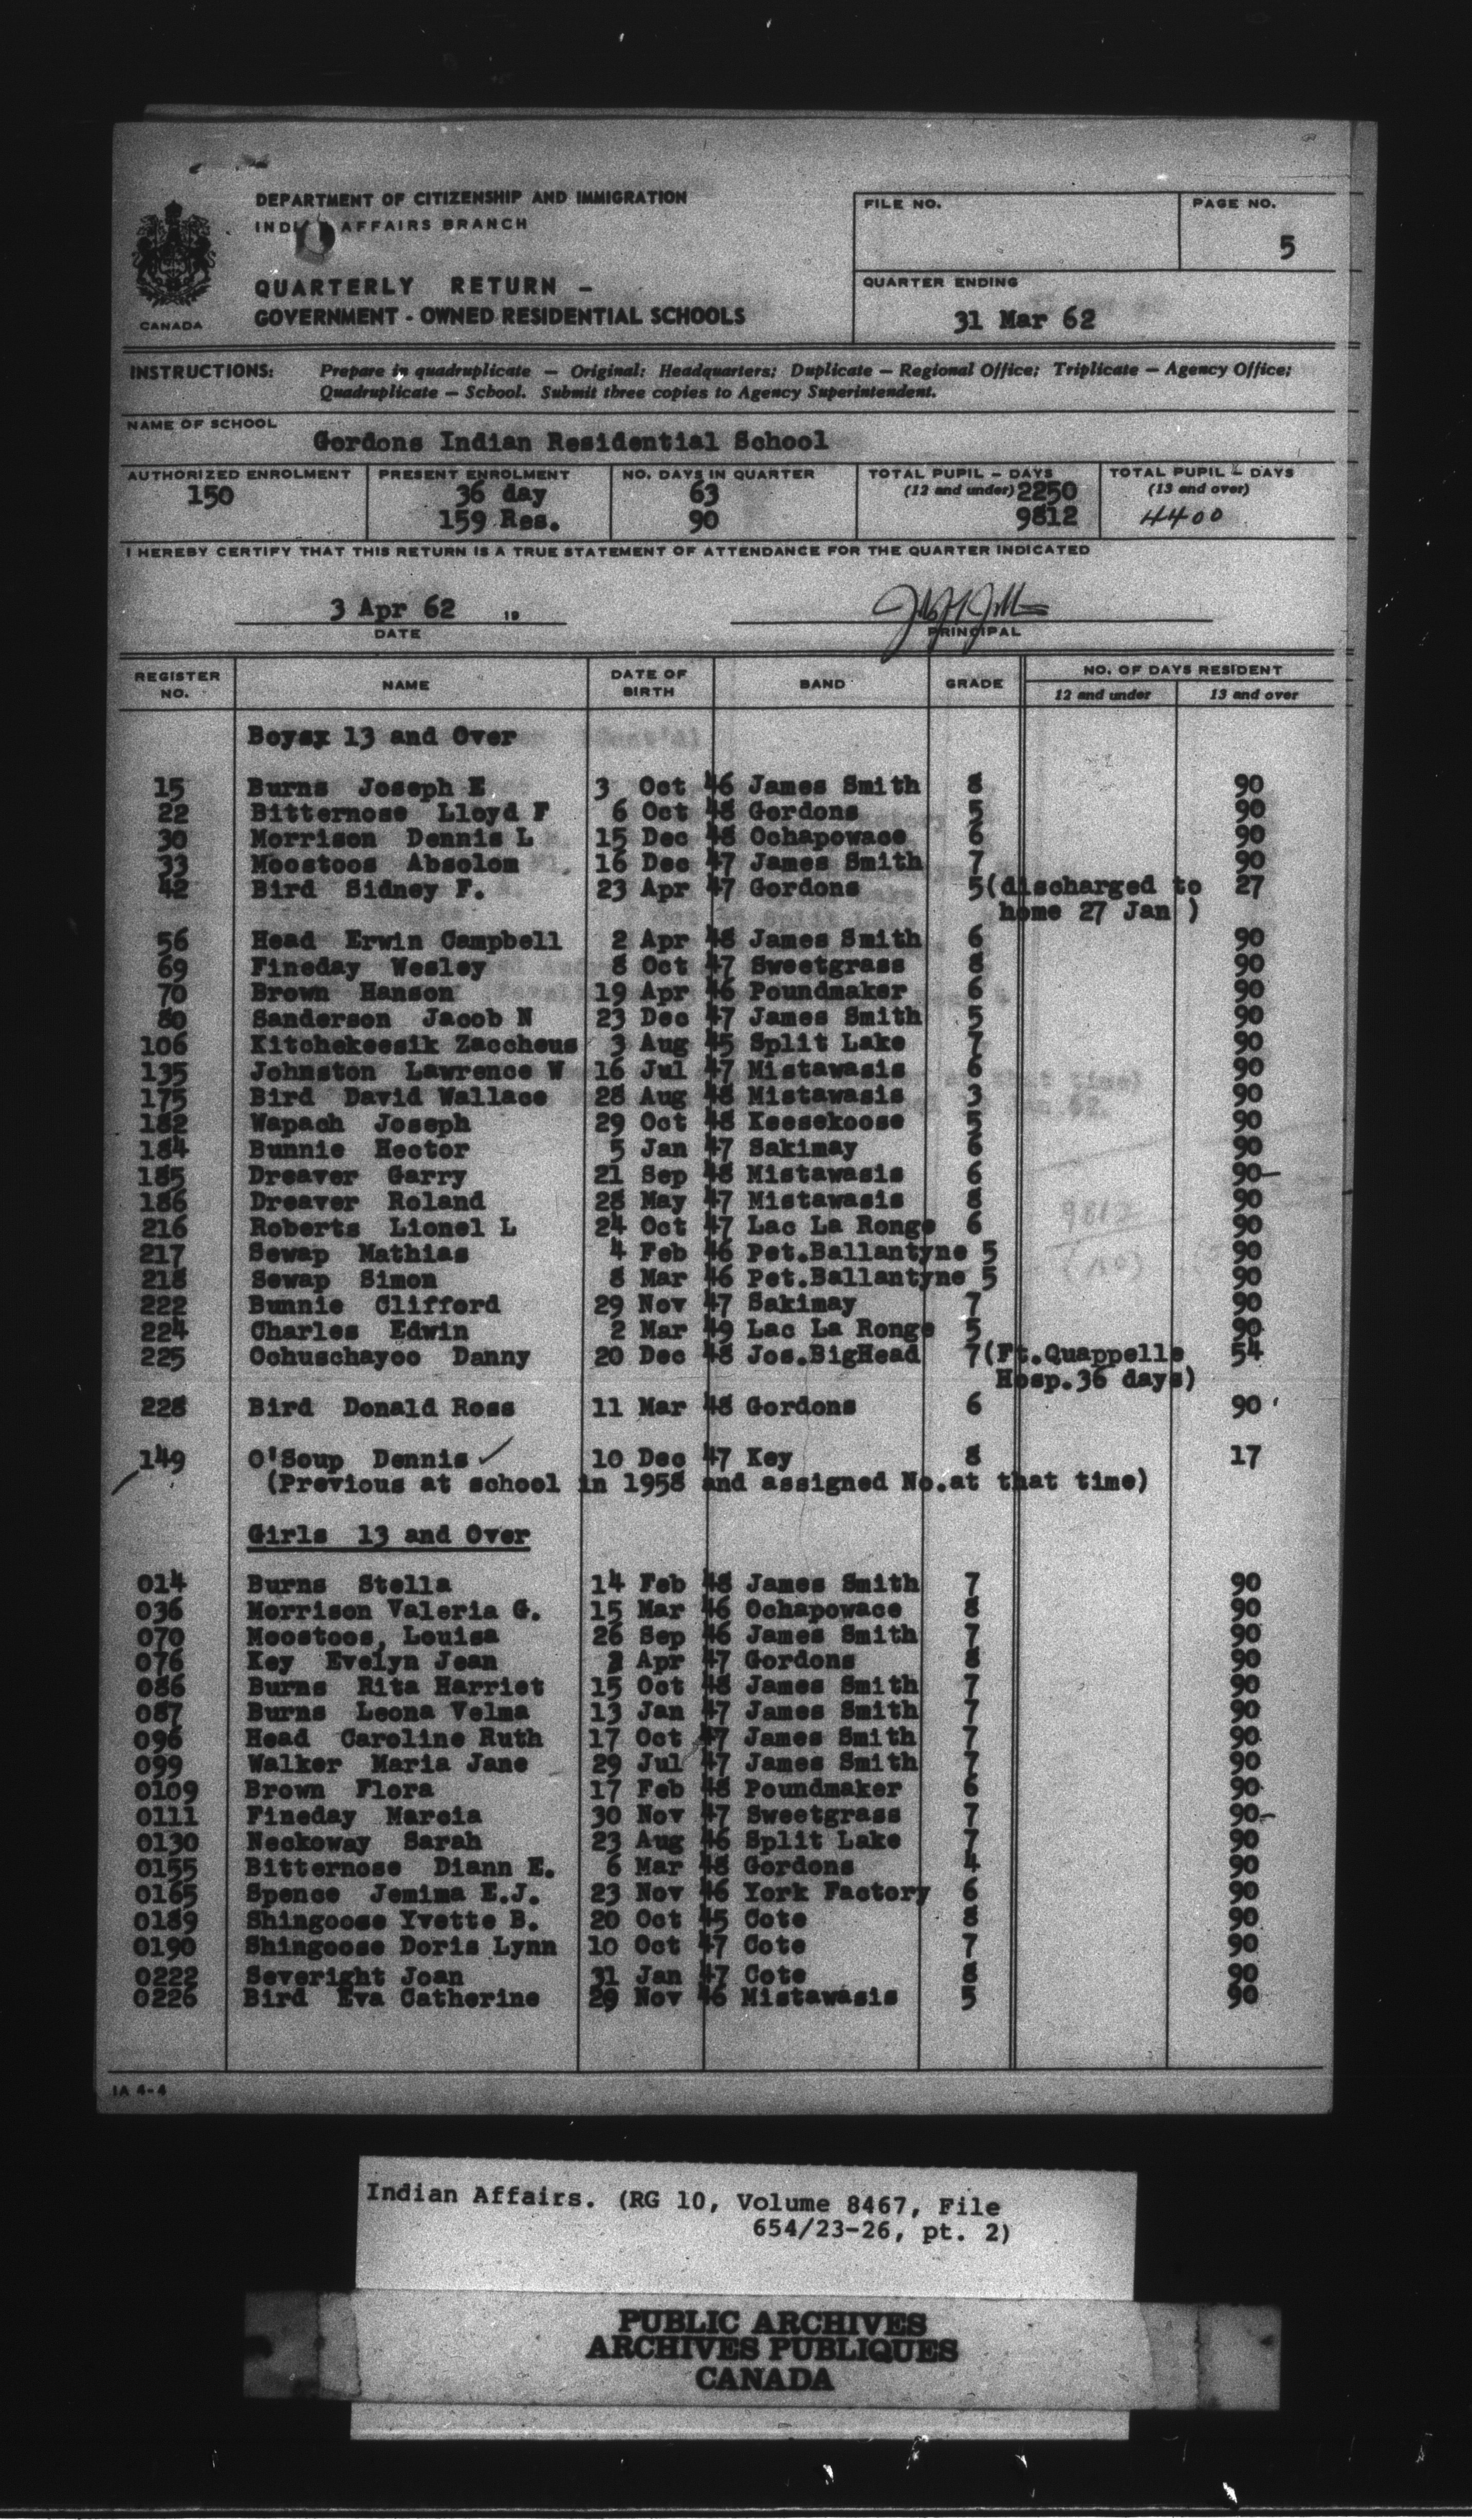 DEPARTMENT OF CITIZENSHIP AND IMMIGRATION
INDI AFFAIRS BRANCH
QUARTERLY RETURN -
GOVERNMENT - OWNED RESIDENTIAL SCHOOLS
CANADA
FILE NO.
PAGE NO.
5
QUARTER ENDING
31 Mar 62
INSTRUCTIONS: Prepare in quadruplicate — Original: Headquarters; Duplicate — Regional Office; Triplicate — Agency Office;
Quadruplicate — School. Submit three copies to Agency Superintendent.
NAME OF SCHOOL
Gordons Indian Residential School
AUTHORIZED ENROLMENT PRESENT ENROLMENT NO. DAYS IN QUARTER TOTAL PUPIL - DAYS TOTAL PUPIL - DAYS
150 36 day 63 (12 and under) 2250 (13 and over)
159 Res. 90 9812 4400
I HEREBY CERTIFY THAT THIS RETURN IS A TRUE STATEMENT OF ATTENDANCE FOR THE QUARTER INDICATED
3 Apr 62 19
DATE PRINCIPAL
REGISTER NO. NAME DATE OF BIRTH BAND GRADE NO. OF DAYS RESIDENT
12 and under 13 and over
Boysx 13 and Over
15 Burns Joseph E 3 Oct 46 James Smith 8 90
22 Bitternose Lloyd F 6 Oct 48 Gordons 5 90
30 Morrison Dennis L 15 Dec 48 Ochapowace 6 90
33 Moostoos Absolom 16 Dec 47 James Smith 7 90
42 Bird Sidney F. 23 Apr 47 Gordons 5 (discharged to 27
home 27 Jan )
56 Head Erwin Campbell 2 Apr 48 James Smith 6 90
69 Fineday Wesley 8 Oct 47 Sweetgrass 8 90
70 Brown Hanson 19 Apr 46 Poundmaker 6 90
80 Sanderson Jacob N 23 Dec 47 James Smith 5 90
106 Kitchekeesik Zaccheus 3 Aug 45 Split Lake 7 90
135 Johnston Lawrence W 16 Jul 47 Mistawasis 6 90
175 Bird David Wallace 28 Aug 48 Mistawasis 3 90
182 Wapach Joseph 29 Oct 48 Keesekoose 5 90
184 Bunnie Hector 5 Jan 47 Sakimay 6 90
185 Dreaver Garry 21 Sep 48 Mistawasis 6 90-
186 Dreaver Roland 28 May 47 Mistawasis 8 90
216 Roberts Lionel L 24 Oct 47 Lac La Ronge 6 90
217 Sewap Mathias 4 Feb 46 Pet.Ballantyne 5 90
218 Sewap Simon 8 Mar 46 Pet.Ballantyne 5 90
222 Bunnie Clifford 29 Nov 47 Sakimay 7 90
224 Charles Edwin 2 Mar 49 Lac La Ronge 5 90
225 Ochuschayoo Danny 20 Dec 48 Jos.BigHead 7 (Ft.Quappelle 54
Hosp.36 days)
228 Bird Donald Ross 11 Mar 48 Gordons 6 90
149 O'Soup Dennis ✓ 10 Dec 47 Key 8 17
(Previous at school in 1958 and assigned No.at that time)
Girls 13 and Over
014 Burns Stella 14 Feb 48 James Smith 7 90
036 Morrison Valeria G. 15 Mar 46 Ochapowace 8 90
070 Moostoos, Louisa 26 Sep 46 James Smith 7 90
076 Key Evelyn Jean 2 Apr 47 Gordons 8 90
086 Burns Rita Harriet 15 Oct 48 James Smith 7 90
087 Burns Leona Velma 13 Jan 47 James Smith 7 90
096 Head Caroline Ruth 17 Oct 47 James Smith 7 90
099 Walker Maria Jane 29 Jul 47 James Smith 7 90
0109 Brown Flora 17 Feb 48 Poundmaker 6 90
0111 Fineday Marcia 30 Nov 47 Sweetgrass 7 90-
0130 Neckoway Sarah 23 Aug 46 Split Lake 7 90
0155 Bitternose Diann E. 6 Mar 48 Gordons 4 90
0165 Spence Jemima E.J. 23 Nov 46 York Factory 6 90
0189 Shingoose Yvette B. 20 Oct 45 Cote 8 90
0190 Shingoose Doris Lynn 10 Oct 47 Cote 7 90
0222 Severight Joan 31 Jan 47 Cote 8 90
0226 Bird Eva Catherine 29 Nov 46 Mistawasis 5 90
IA 4-4
Indian Affairs. (RG 10, Volume 8467, File
654/23-26, pt. 2)
PUBLIC ARCHIVES
ARCHIVES PUBLIQUES
CANADA